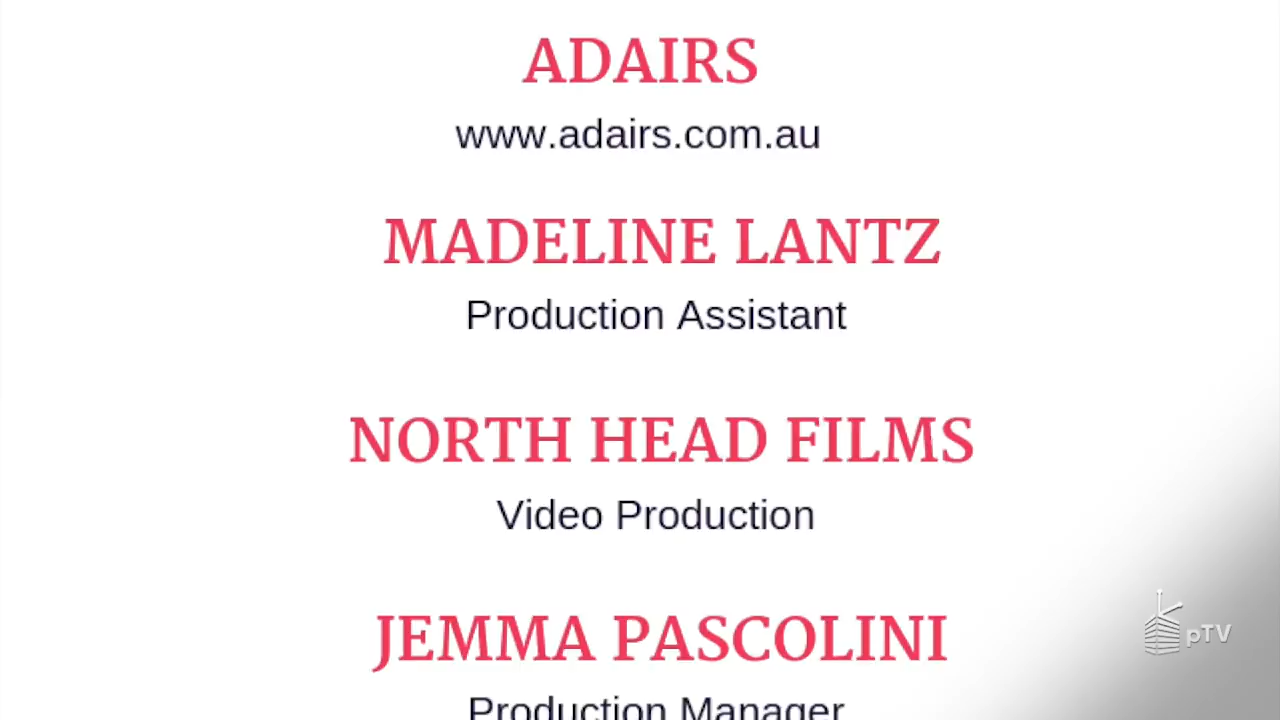 ADAIRS
www.adairs.com.au
MADELINE LANTZ
Production Assistant
NORTH HEAD FILMS
Video Production
JEMMA PASCOLINI
Production Manager
pTV